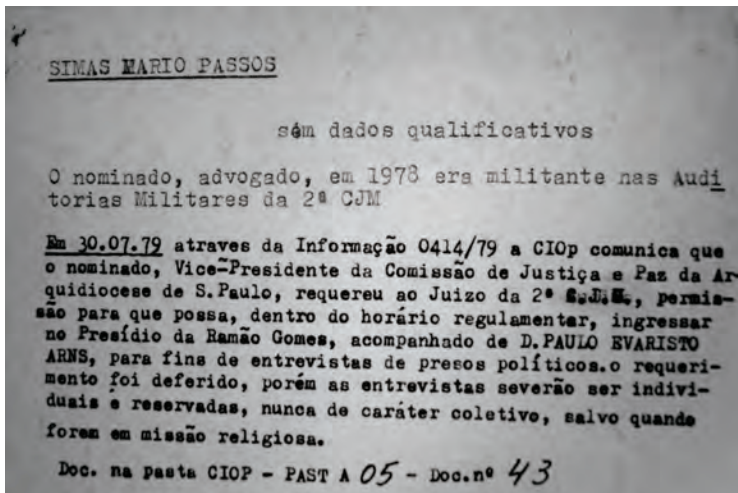 SIMAS MARIO PASSOS
sém dados qualificativos
O nominado, advogado, em 1978 era militante nas Audi
torias Militares da 2ª CJM
Em 30.07.79 atraves da Informação 0414/79 a CIOp comunica que
o nominado, Vice-Presidente da Comissão de Justiça e Paz da Ar-
quidiocese de S.Paulo, requereu ao Juizo da 2ª permis-
são para que possa, dentro do horário regulamentar, ingressar
no Presídio da Ramão Gomes, acompanhado de D.PAULO EVARISTO
ARNS, para fins de entrevistas de presos políticos.o requeri-
mento foi deferido, porém as entrevistas severão ser indivi-
duais e reservadas, nunca de caráter coletivo, salvo quando
forem em missão religiosa.
Doc. na pasta CIOP - PAST A 05 - Doc.nº 43